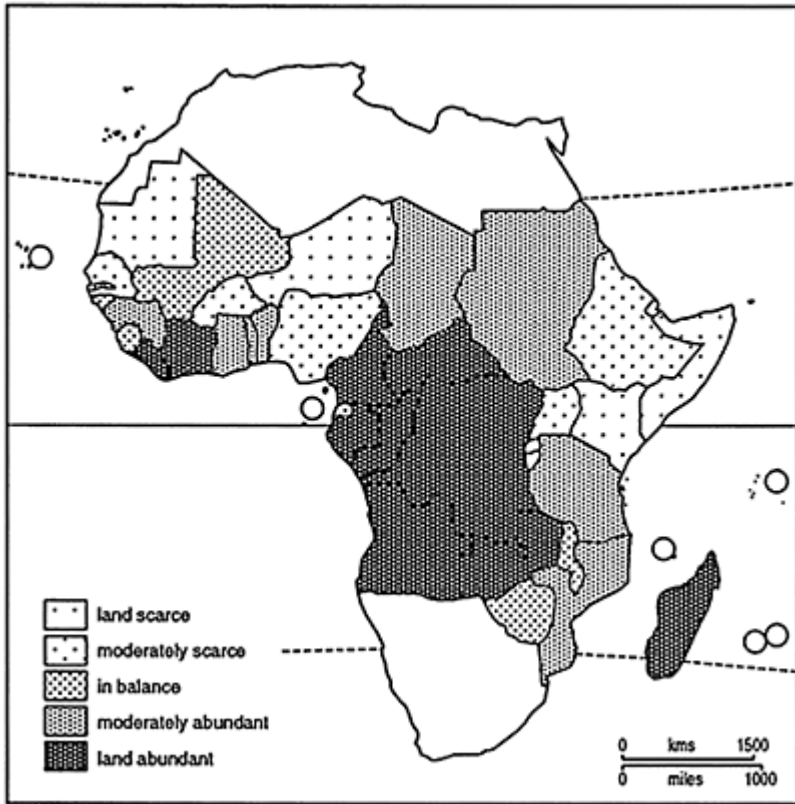 land scarce
moderately scarce
in balance
moderately abundant
land abundant
0 kms 1500
0 miles 1000